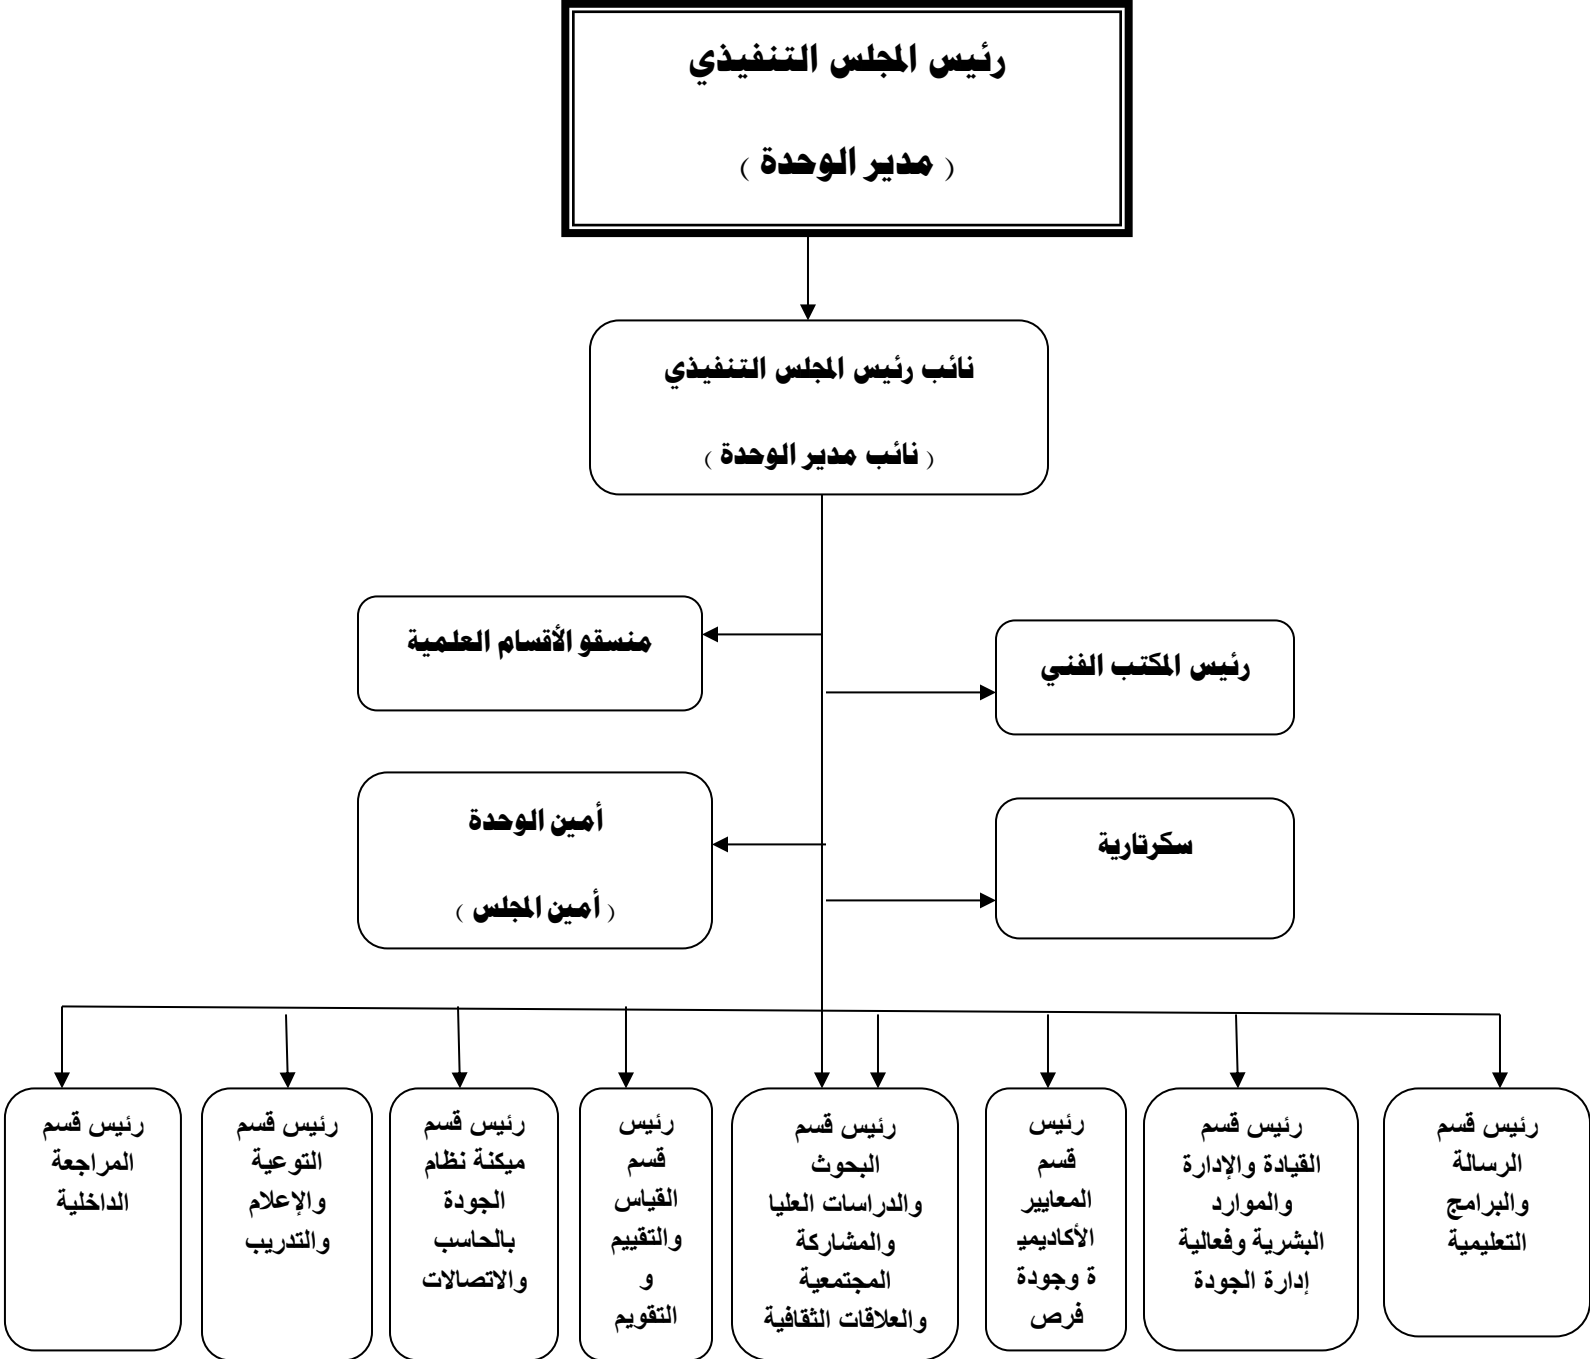 رئيس المجلس التنفيذي
( مدير الوحدة )
نائب رئيس المجلس التنفيذي
( نائب مدير الوحدة )
منسقو الأقسام العلمية
رئيس المكتب الفني
أمين الوحدة
( أمين المجلس )
سكرتارية
رئيس قسم
الرسالة
والبرامج
التعليمية
رئيس قسم
القيادة والإدارة
والموارد
البشرية وفعالية
إدارة الجودة
رئيس
قسم
المعايير
الأكاديمي
ة وجودة
فرص
رئيس قسم
البحوث
والدراسات العليا
والمشاركة
المجتمعية
والعلاقات الثقافية
رئيس
قسم
القياس
والتقييم
و
التقويم
رئيس قسم
ميكنة نظام
الجودة
بالحاسب
والاتصالات
رئيس قسم
التوعية
والإعلام
والتدريب
رئيس قسم
المراجعة
الداخلية